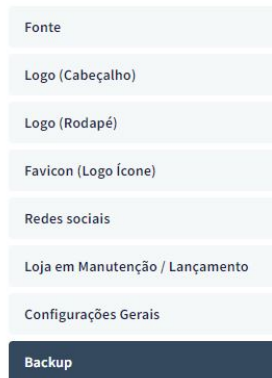 Fonte
Logo (Cabeçalho)
Logo (Rodapé)
Favicon (Logo Ícone)
Redes sociais
Loja em Manutenção / Lançamento
Configurações Gerais
Backup